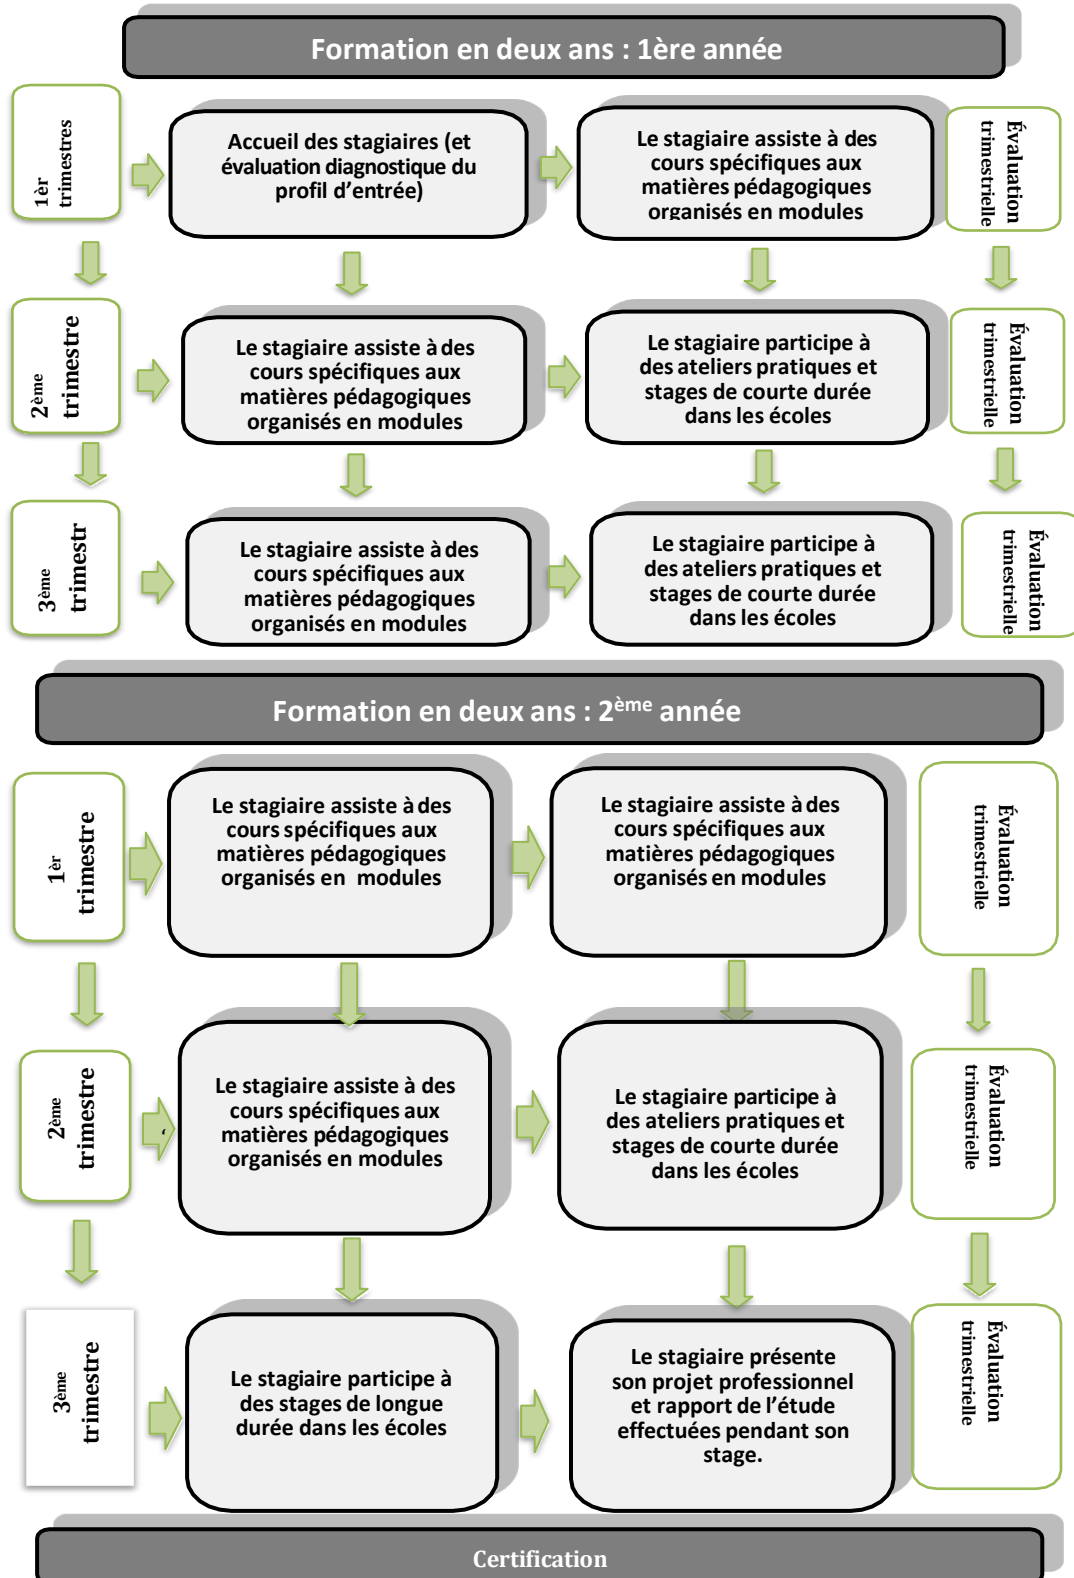 Formation en deux ans : 1ère année
1èr
trimestres
Accueil des stagiaires (et
évaluation diagnostique du
profil d’entrée)
Le stagiaire assiste à des
cours spécifiques aux
matières pédagogiques
organisés en modules
Évaluation
trimestrielle
2ème
trimestre
Le stagiaire assiste à des
cours spécifiques aux
matières pédagogiques
organisés en modules
Le stagiaire participe à
des ateliers pratiques et
stages de courte durée
dans les écoles
Évaluation
trimestrielle
3ème
trimestr
Le stagiaire assiste à des
cours spécifiques aux
matières pédagogiques
organisés en modules
Le stagiaire participe à
des ateliers pratiques et
stages de courte durée
dans les écoles
Évaluation
trimestrielle
Formation en deux ans : 2ème année
1èr
trimestre
Le stagiaire assiste à des
cours spécifiques aux
matières pédagogiques
organisés en modules
Le stagiaire assiste à des
cours spécifiques aux
matières pédagogiques
organisés en modules
Évaluation
trimestrielle
2ème
trimestre
‘
Le stagiaire assiste à des
cours spécifiques aux
matières pédagogiques
organisés en modules
Le stagiaire participe à
des ateliers pratiques et
stages de courte durée
dans les écoles
Évaluation
trimestrielle
3ème
trimestre
Le stagiaire participe à
des stages de longue
durée dans les écoles
Le stagiaire présente
son projet professionnel
et rapport de l’étude
effectuées pendant son
stage.
Évaluation
trimestrielle
Certification